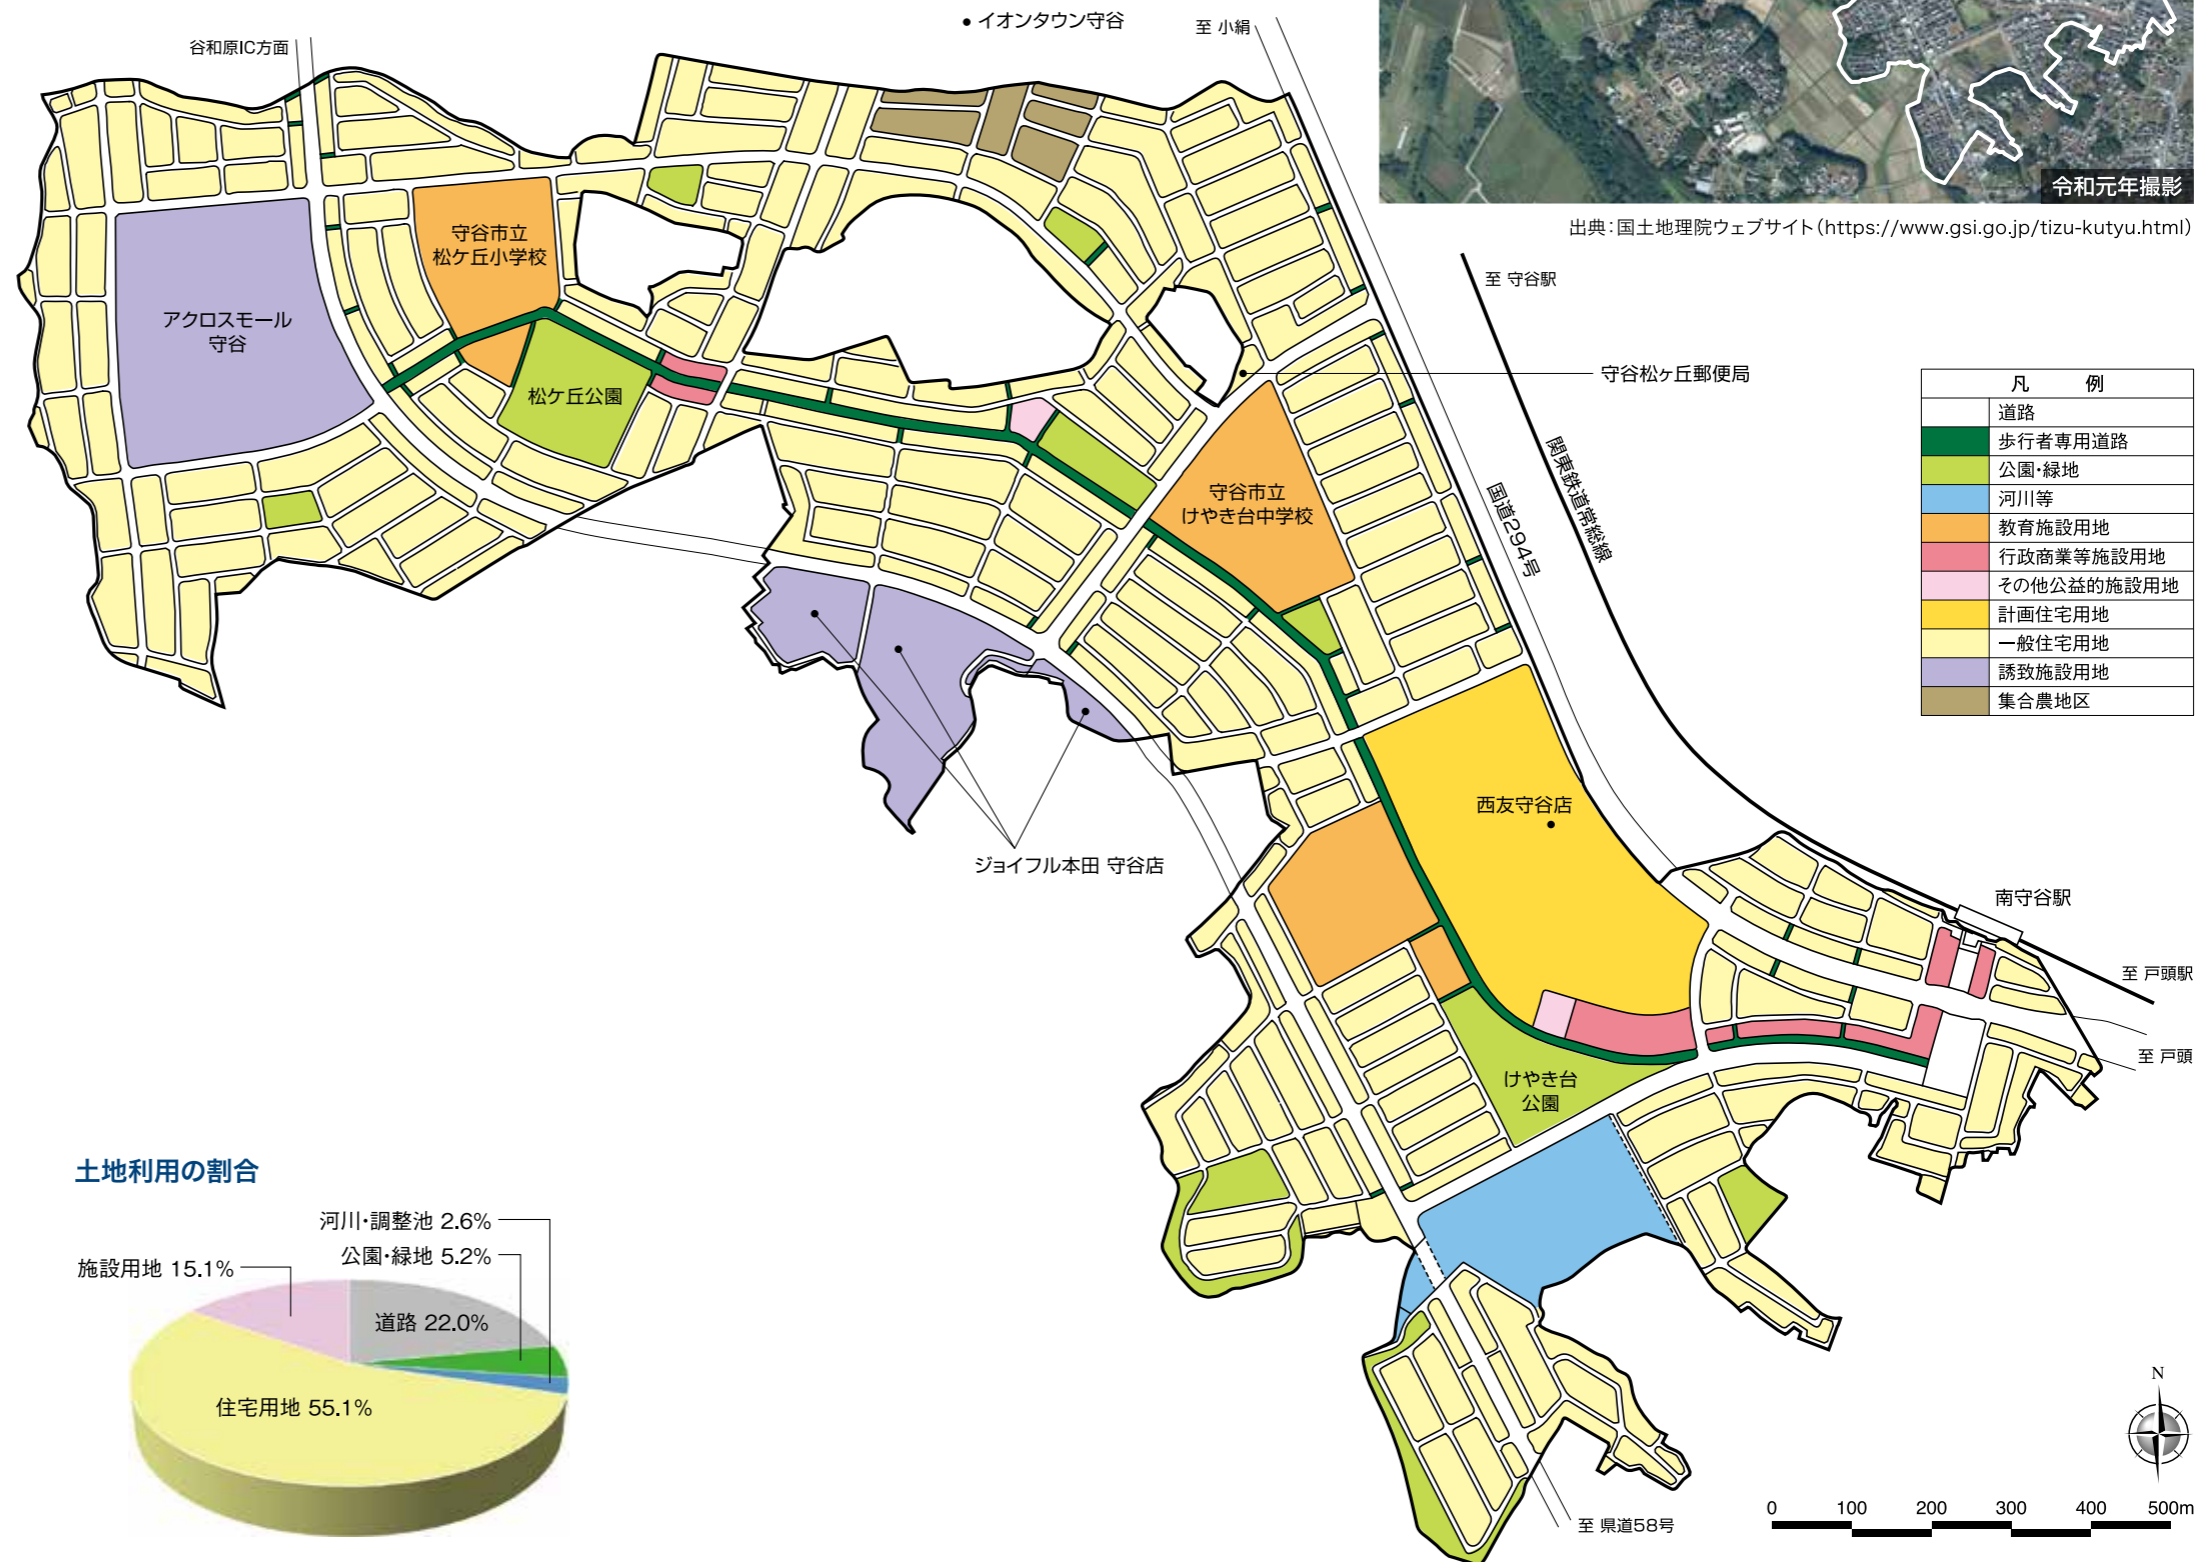 イオンタウン守谷
至 小絹
谷和原IC方面
令和元年撮影
出典：国土地理院ウェブサイト（https://www.gsi.go.jp/tizu-kutyu.html）
至 守谷駅
守谷市立
松ケ丘小学校
アクロスモール
守谷
守谷松ヶ丘郵便局
松ケ丘公園
凡 例
道路
歩行者専用道路
公園・緑地
河川等
教育施設用地
行政商業等施設用地
その他公益的施設用地
計画住宅用地
一般住宅用地
誘致施設用地
集合農地区
関東鉄道常総線
国道294号
守谷市立
けやき台中学校
西友守谷店
ジョイフル本田 守谷店
南守谷駅
至 戸頭駅
至 戸頭
けやき台
公園
土地利用の割合
河川・調整池 2.6%
公園・緑地 5.2%
施設用地 15.1%
道路 22.0%
住宅用地 55.1%
N
0 100 200 300 400 500m
至 県道58号